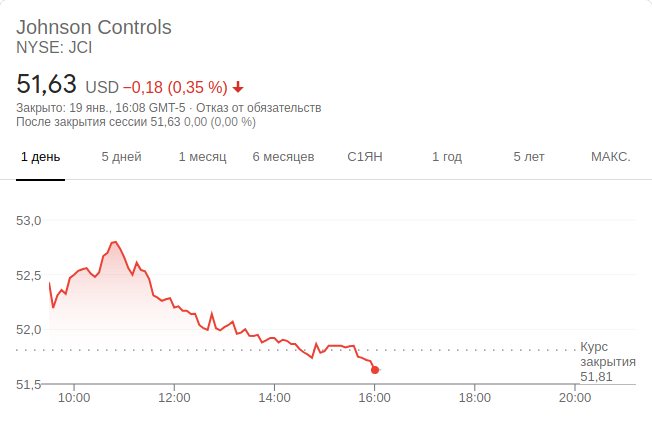 Johnson Controls
NYSE: JCI
51,63 USD −0,18 (0,35 %)
Закрыто: 19 янв., 16:08 GMT-5 · Отказ от обязательств
После закрытия сессии 51,63 0,00 (0,00 %)
1 день 5 дней 1 месяц 6 месяцев С1ЯН 1 год 5 лет МАКС.
53,0
52,5
52,0
Курс
закрытия
51,81
51,5
10:00 12:00 14:00 16:00 18:00 20:00